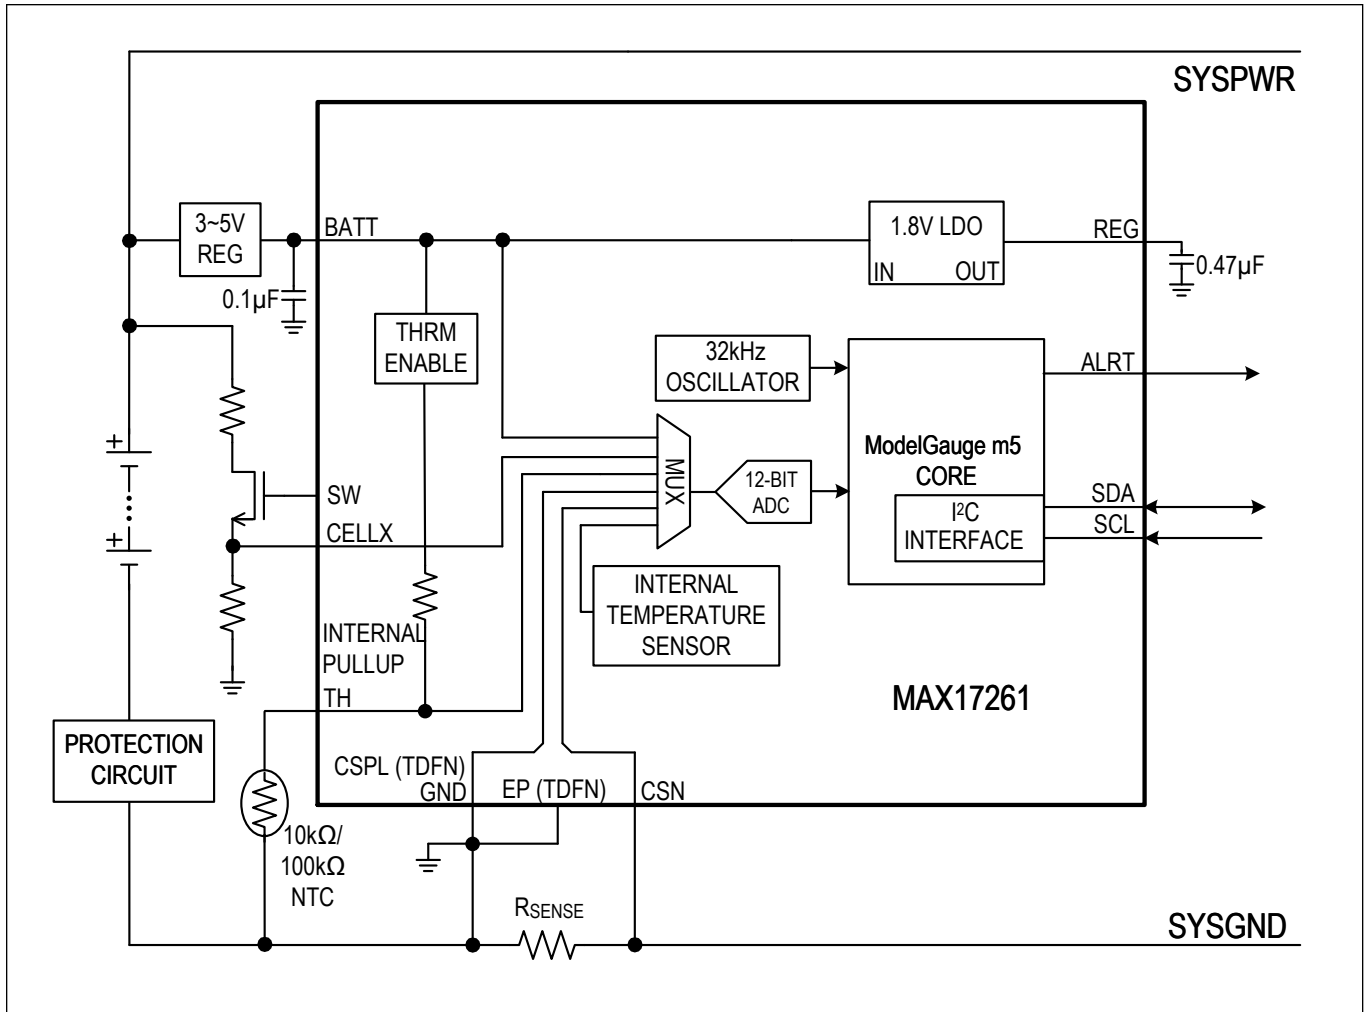 SYSPWR
3~5V
REG
BATT
1.8V LDO
IN
OUT
REG
0.47µF
0.1µF
THRM
ENABLE
32kHz
OSCILLATOR
ALRT
+
ModelGauge m5
CORE
MUX
12-BIT
ADC
SW
SDA
I²C
INTERFACE
SCL
CELLX
+
INTERNAL
TEMPERATURE
SENSOR
INTERNAL
PULLUP
TH
MAX17261
PROTECTION
CIRCUIT
CSPL (TDFN)
GND
EP (TDFN)
CSN
10kΩ/
100kΩ
NTC
RSENSE
SYSGND